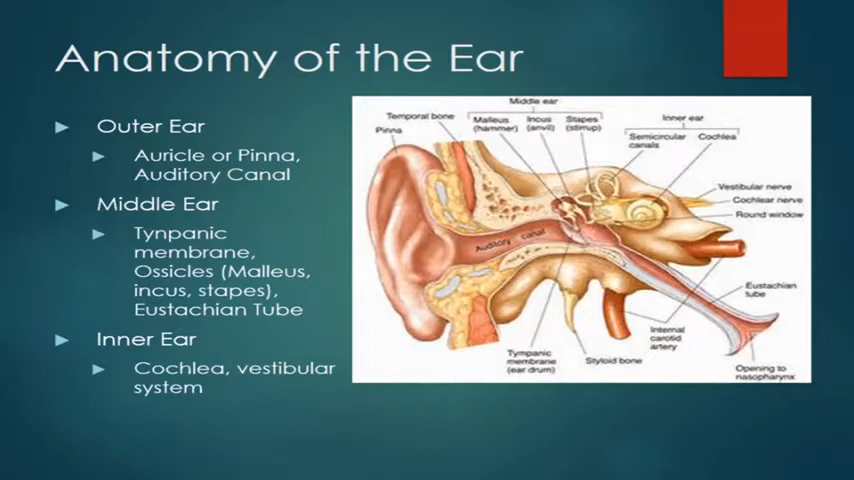 Anatomy of the Ear
Outer Ear
Auricle or Pinna,
Auditory Canal
Middle Ear
Tynpanic
membrane,
Ossicles (Malleus,
incus, stapes),
Eustachian Tube
Inner Ear
Cochlea, vestibular
system
Middle ear
Temporal bone
Malleus
(hammer)
Incus
(anvil)
Stapes
(stirrup)
Inner ear
Pinna
Semicircular
canals
Cochlea
Vestibular nerve
Cochlear nerve
Round window
Auditory canal
Eustachian
tube
Internal
carotid
artery
Tympanic
membrane
(ear drum)
Styloid bone
Opening to
nasopharynx